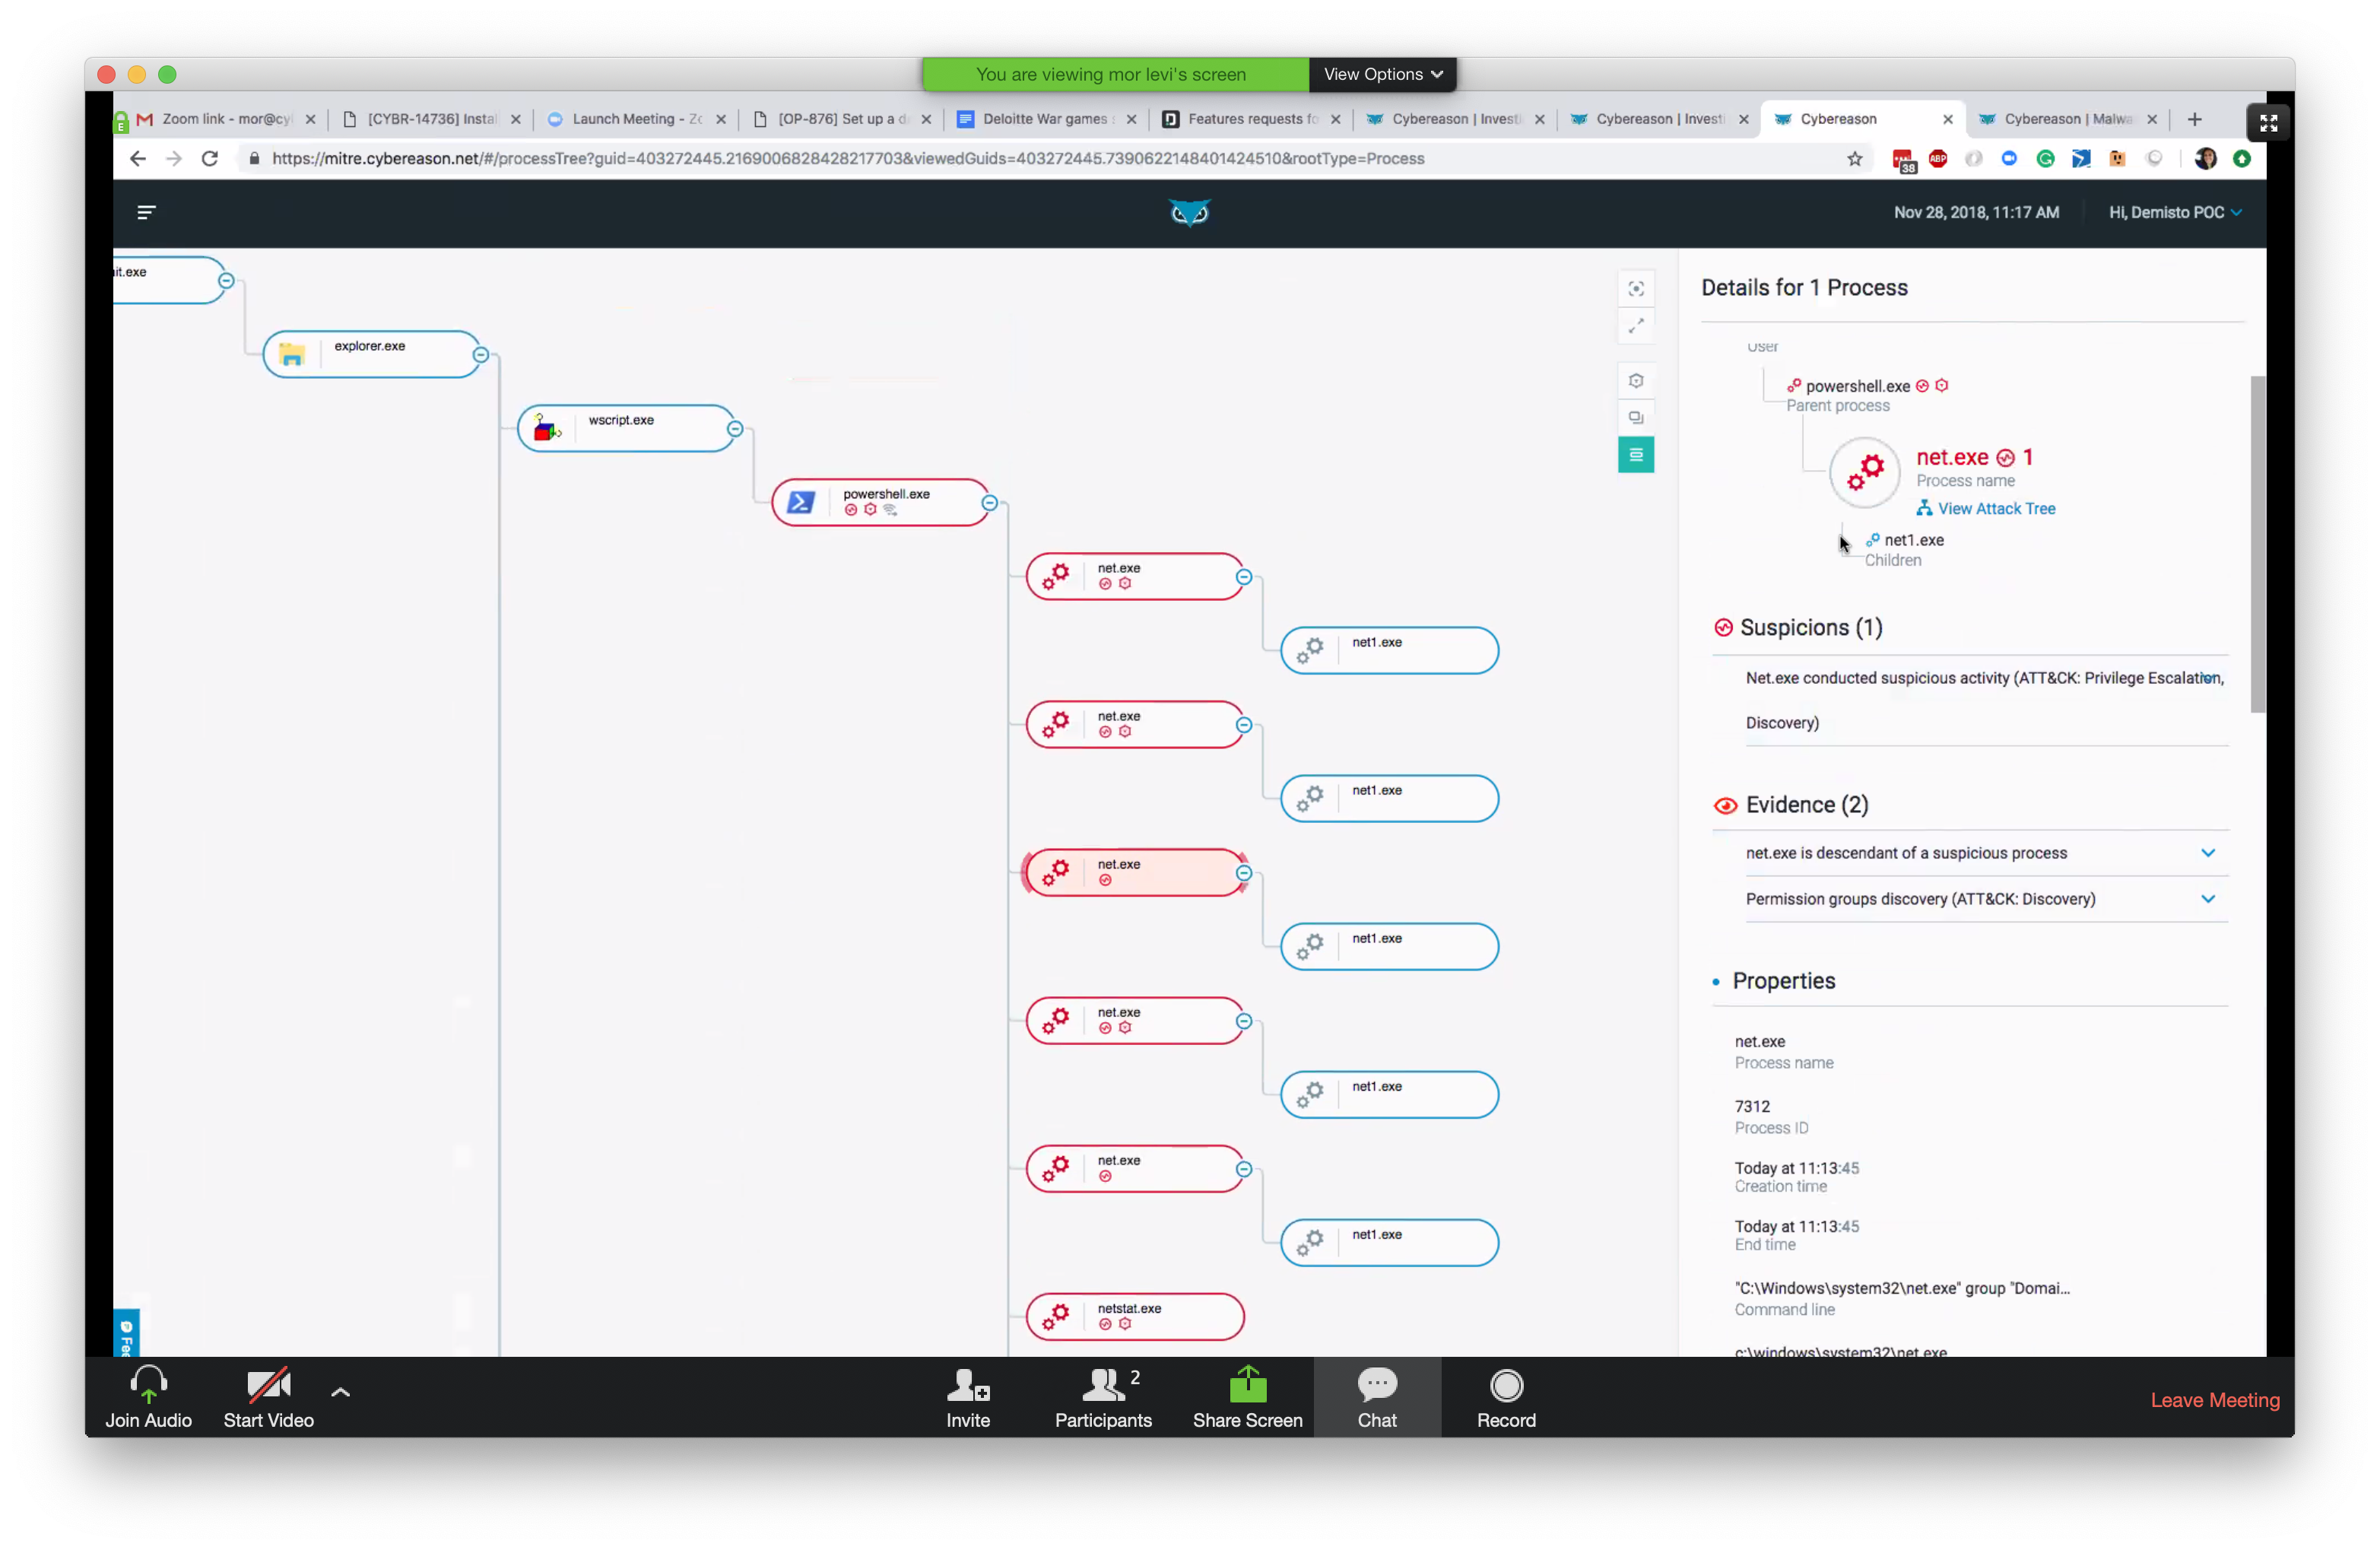 You are viewing mor levi's screen
View Options
Zoom link - mor@cy
[CYBR-14736] Instal
Launch Meeting - Zo
[OP-876] Set up a d
Deloitte War games
Features requests fo
Cybereason | Investi
Cybereason | Investi
Cybereason
Cybereason | Malwa
https://mitre.cybereason.net/#/processTree?guid=403272445.2169006828428217703&viewedGuids=403272445.7390622148401424510&rootType=Process
ABP
38
Nov 28, 2018, 11:17 AM
Hi, Demisto POC
it.exe
explorer.exe
wscript.exe
powershell.exe
net.exe
net1.exe
net.exe
net1.exe
net.exe
net1.exe
net.exe
net1.exe
net.exe
net1.exe
netstat.exe
Details for 1 Process
User
powershell.exe
Parent process
net.exe 1
Process name
View Attack Tree
net1.exe
Children
Suspicions (1)
Net.exe conducted suspicious activity (ATT&CK: Privilege Escalation,
Discovery)
Evidence (2)
net.exe is descendant of a suspicious process
Permission groups discovery (ATT&CK: Discovery)
Properties
net.exe
Process name
7312
Process ID
Today at 11:13:45
Creation time
Today at 11:13:45
End time
"C:\Windows\system32\net.exe" group "Domai...
Command line
c:\windows\system32\net.exe
Fee
Join Audio
Start Video
Invite
2
Participants
Share Screen
Chat
Record
Leave Meeting